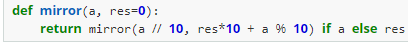 def mirror(a, res=0):
    return mirror(a // 10, res*10 + a % 10) if a else res